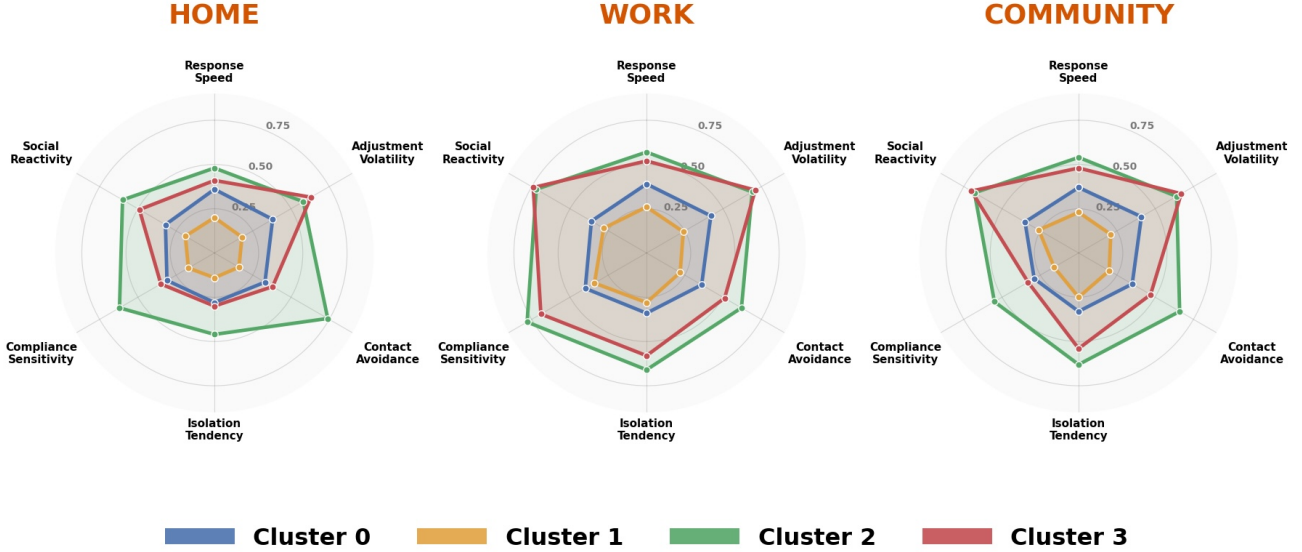 HOME
WORK
COMMUNITY
Response
Speed
Response
Speed
Response
Speed
0.75
0.75
0.75
Social
Reactivity
Adjustment
Volatility
Social
Reactivity
Adjustment
Volatility
Social
Reactivity
Adjustment
Volatility
0.50
0.50
0.50
0.25
0.25
0.25
Compliance
Sensitivity
Contact
Avoidance
Compliance
Sensitivity
Contact
Avoidance
Compliance
Sensitivity
Contact
Avoidance
Isolation
Tendency
Isolation
Tendency
Isolation
Tendency
Cluster 0
Cluster 1
Cluster 2
Cluster 3